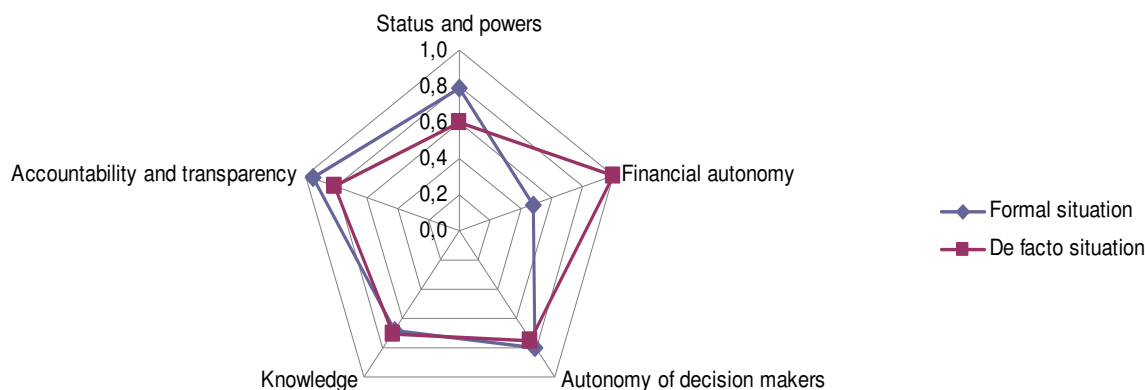 Status and powers
1,0
0,8
0,6
0,4
0,2
0,0
Accountability and transparency
Financial autonomy
Formal situation
De facto situation
Knowledge
Autonomy of decision makers